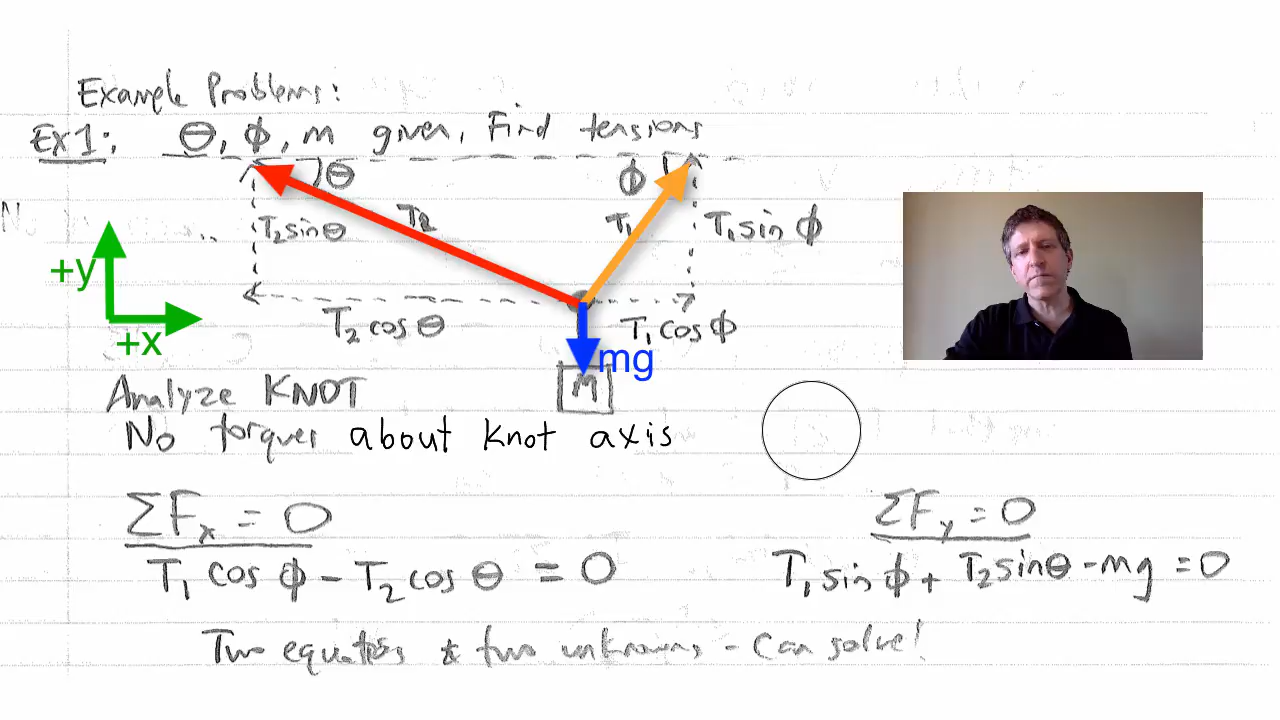 Example Problems:
Ex1: θ, φ, m given, Find tensions
θ φ
T2 sin θ T2 T1 T1 sin φ
+y
+x
T2 cos θ T1 cos φ
mg
m
Analyze KNOT
No torques about knot axis
ΣFx = 0 ΣFy = 0
T1 cos φ - T2 cos θ = 0 T1 sin φ + T2 sin θ - mg = 0
Two equations & two unknowns - can solve!